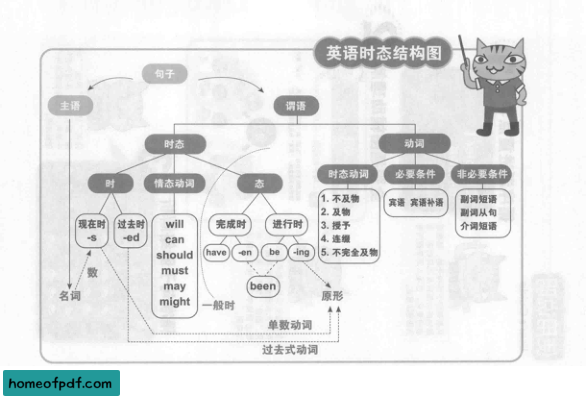 英语时态结构图
句子
主语
谓语
时态
动词
时
情态动词
态
时态动词
必要条件
非必要条件
现在时
-s
过去时
-ed
will
can
should
must
may
might
完成时
进行时
have
-en
be
-ing
been
1. 不及物
2. 及物
3. 授予
4. 连缀
5. 不完全及物
宾语 宾语补语
副词短语
副词从句
介词短语
数
名词
一般时
原形
单数动词
过去式动词
homeofpdf.com